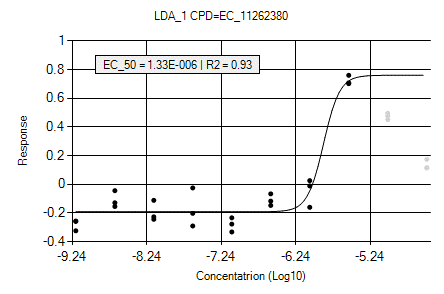 LDA_1 CPD=EC_11262380
EC_50 = 1.33E-006 | R2 = 0.93
1
0.8
0.6
0.4
0.2
0
-0.2
-0.4
Response
-9.24 -8.24 -7.24 -6.24 -5.24
Concentatrion (Log10)